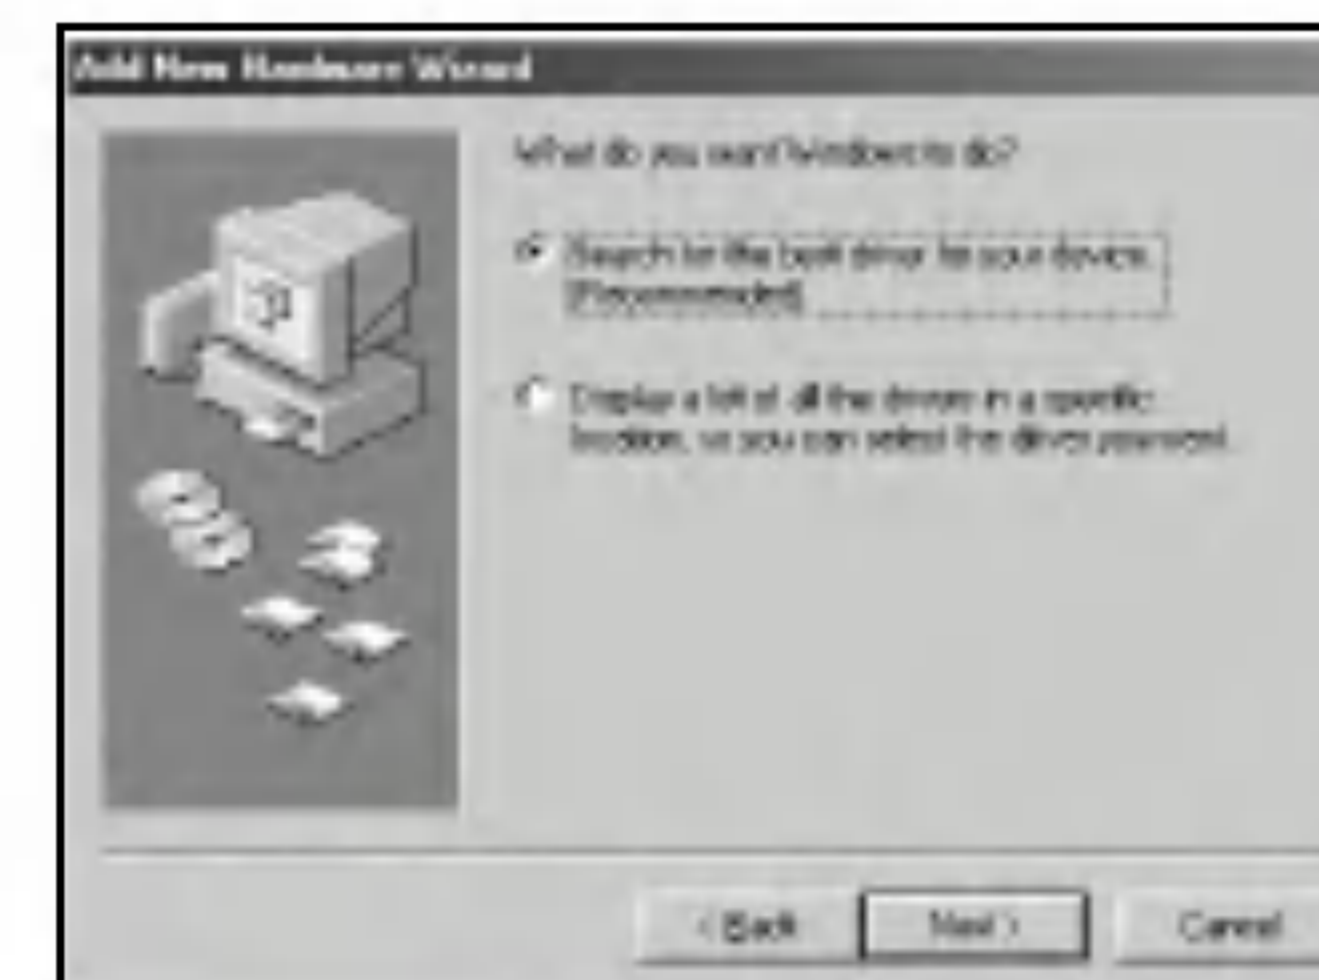 Add New Hardware Wizard
What do you want Windows to do?
Search for the best driver for your device.
(Recommended)
Display a list of all the drivers in a specific
location, so you can select the driver you want.
< Back
Next >
Cancel